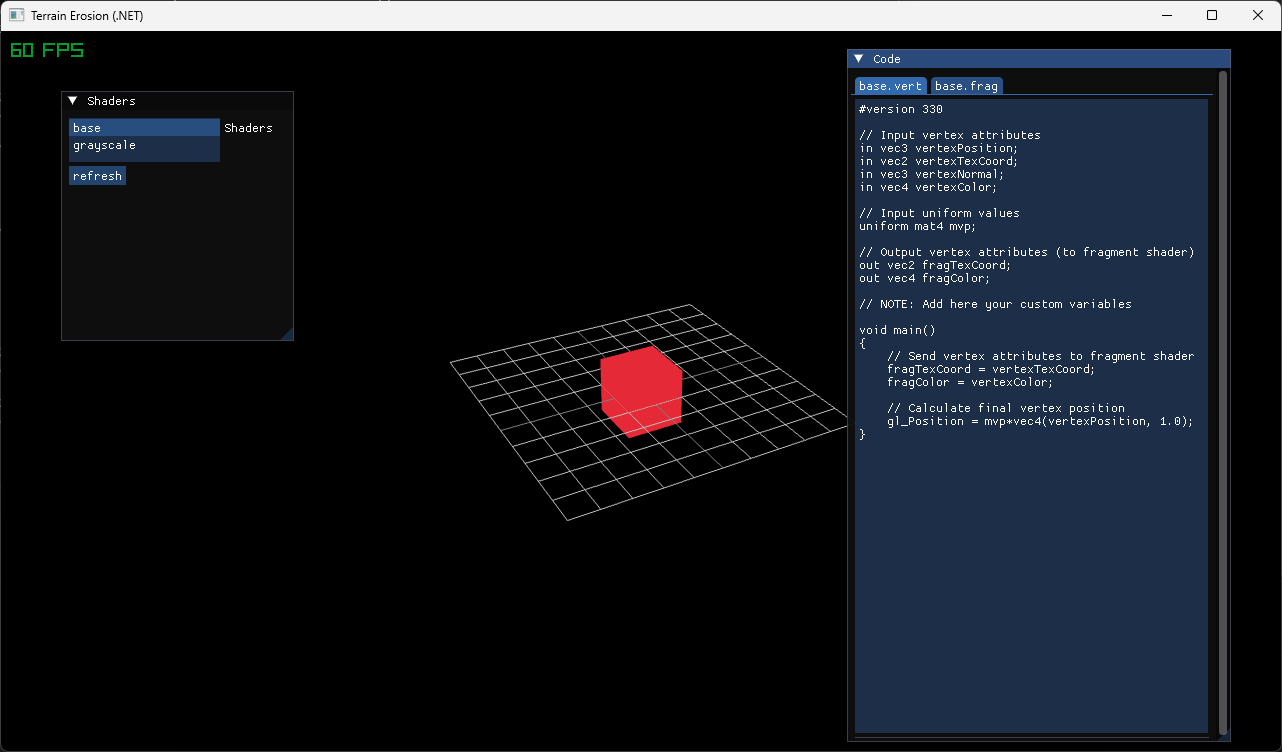 Terrain Erosion (.NET)
60 FPS
Shaders
base
grayscale
Shaders
refresh
Code
base.vert
base.frag
#version 330

// Input vertex attributes
in vec3 vertexPosition;
in vec2 vertexTexCoord;
in vec3 vertexNormal;
in vec4 vertexColor;

// Input uniform values
uniform mat4 mvp;

// Output vertex attributes (to fragment shader)
out vec2 fragTexCoord;
out vec4 fragColor;

// NOTE: Add here your custom variables

void main()
{
    // Send vertex attributes to fragment shader
    fragTexCoord = vertexTexCoord;
    fragColor = vertexColor;

    // Calculate final vertex position
    gl_Position = mvp*vec4(vertexPosition, 1.0);
}